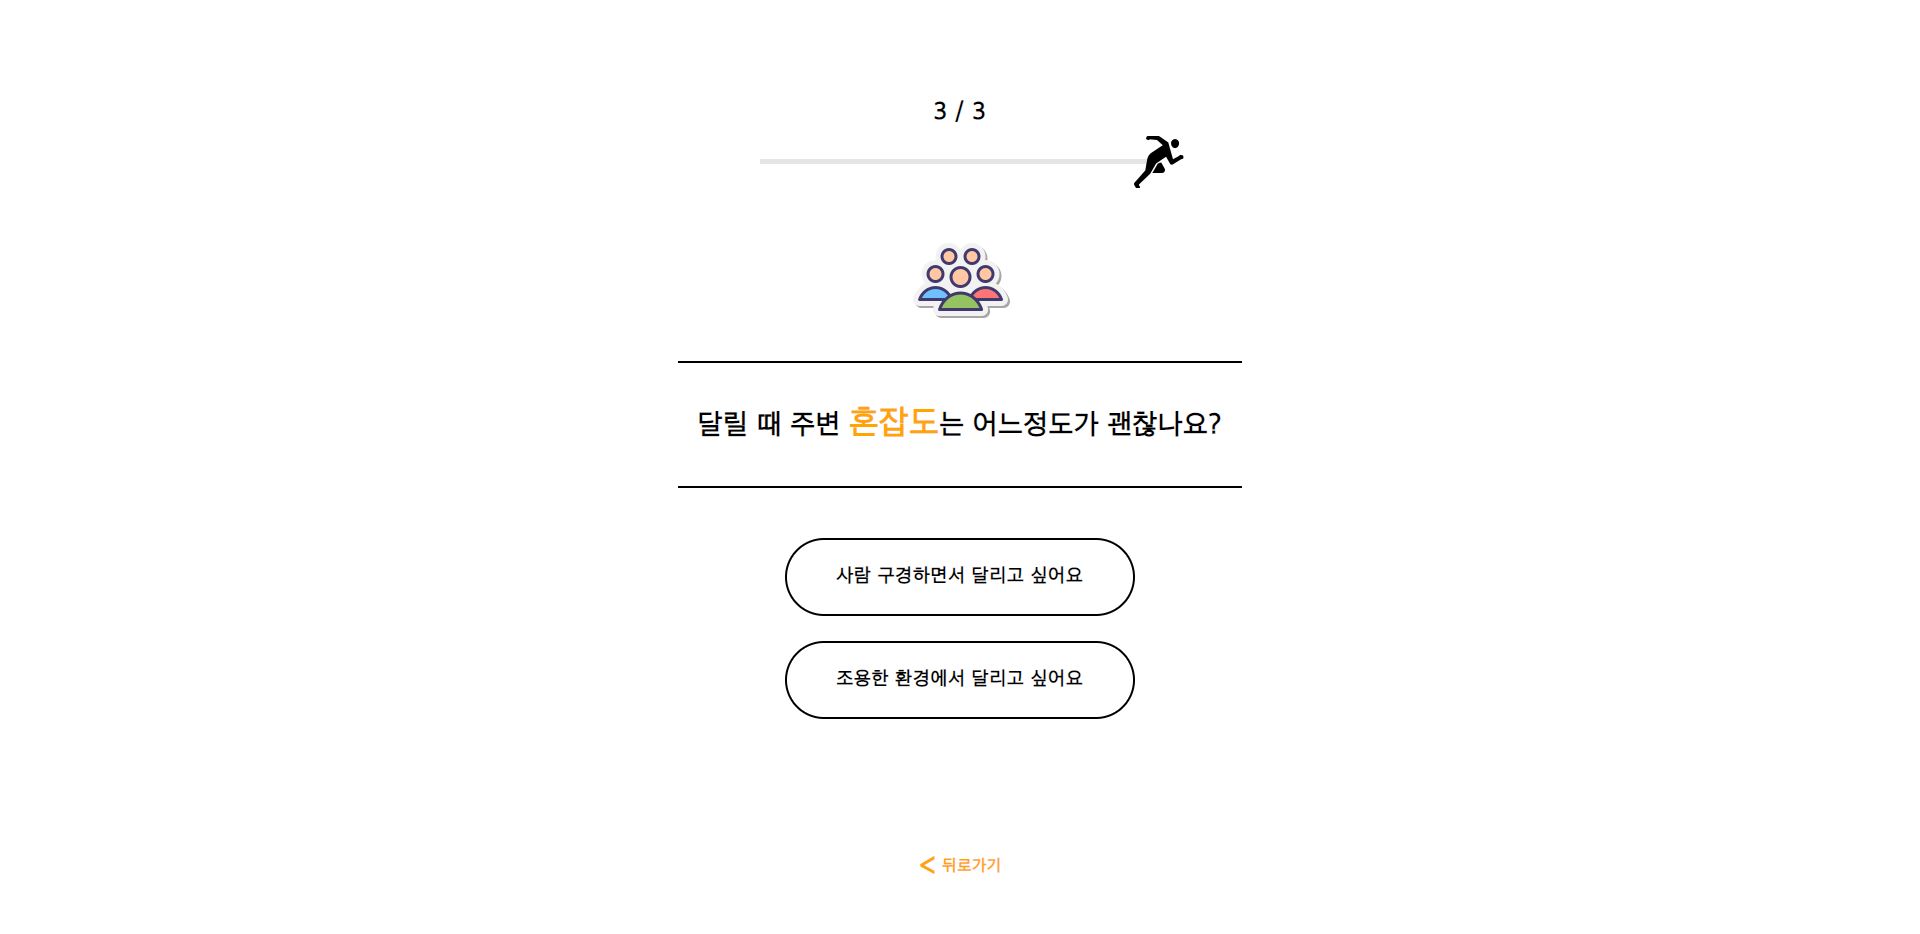 3 / 3
달릴 때 주변 혼잡도는 어느정도가 괜찮나요?
사람 구경하면서 달리고 싶어요
조용한 환경에서 달리고 싶어요
< 뒤로가기